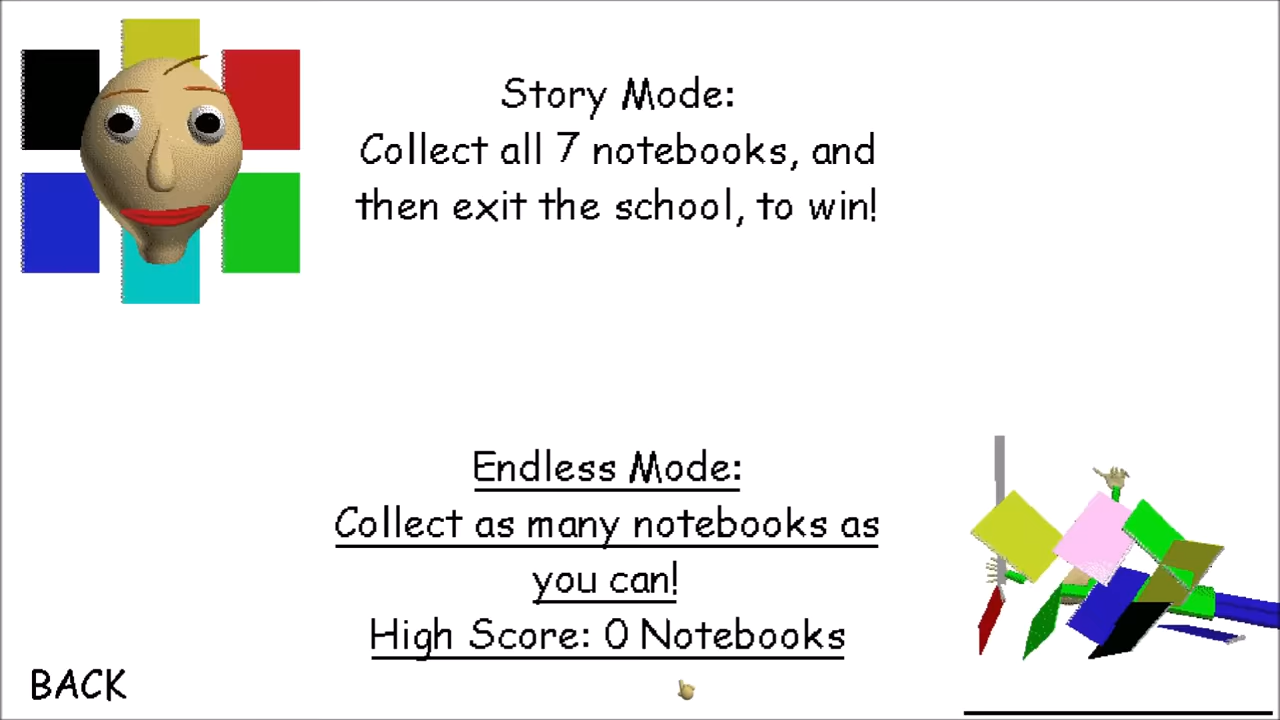 Story Mode:
Collect all 7 notebooks, and
then exit the school, to win!
Endless Mode:
Collect as many notebooks as
you can!
High Score: 0 Notebooks
BACK